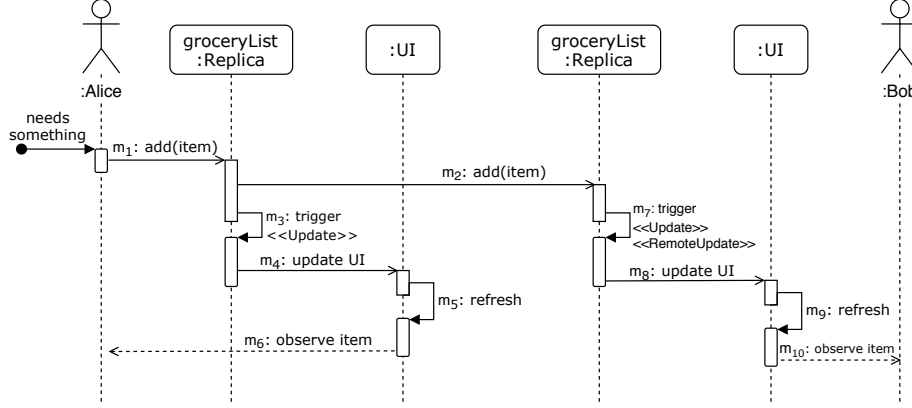 groceryList
:Replica
:UI
groceryList
:Replica
:UI
:Alice
:Bob
needs
something
m1: add(item)
m2: add(item)
m3: trigger
<<Update>>
m7: trigger
<<Update>>
<<RemoteUpdate>>
m4: update UI
m8: update UI
m5: refresh
m9: refresh
m6: observe item
m10: observe item